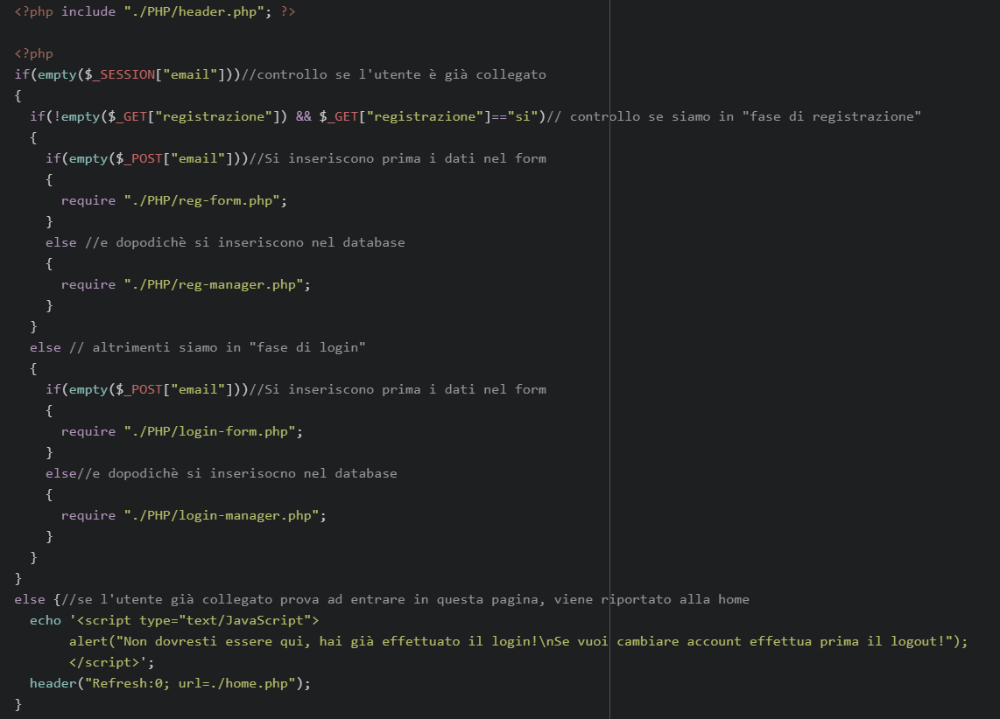 <?php include "./PHP/header.php"; ?>
<?php
if(empty($_SESSION["email"]))//controllo se l'utente è già collegato
{
if(!empty($_GET["registrazione"]) && $_GET["registrazione"]=="si")// controllo se siamo in "fase di registrazione"
{
if(empty($_POST["email"]))//Si inseriscono prima i dati nel form
{
require "./PHP/reg-form.php";
}
else //e dopodichè si inseriscono nel database
{
require "./PHP/reg-manager.php";
}
}
else // altrimenti siamo in "fase di login"
{
if(empty($_POST["email"]))//Si inseriscono prima i dati nel form
{
require "./PHP/login-form.php";
}
else//e dopodichè si inserisocno nel database
{
require "./PHP/login-manager.php";
}
}
}
else {//se l'utente già collegato prova ad entrare in questa pagina, viene riportato alla home
echo '<script type="text/JavaScript">
alert("Non dovresti essere qui, hai già effettuato il login!\nSe vuoi cambiare account effettua prima il logout!");
</script>';
header("Refresh:0; url=./home.php");
}